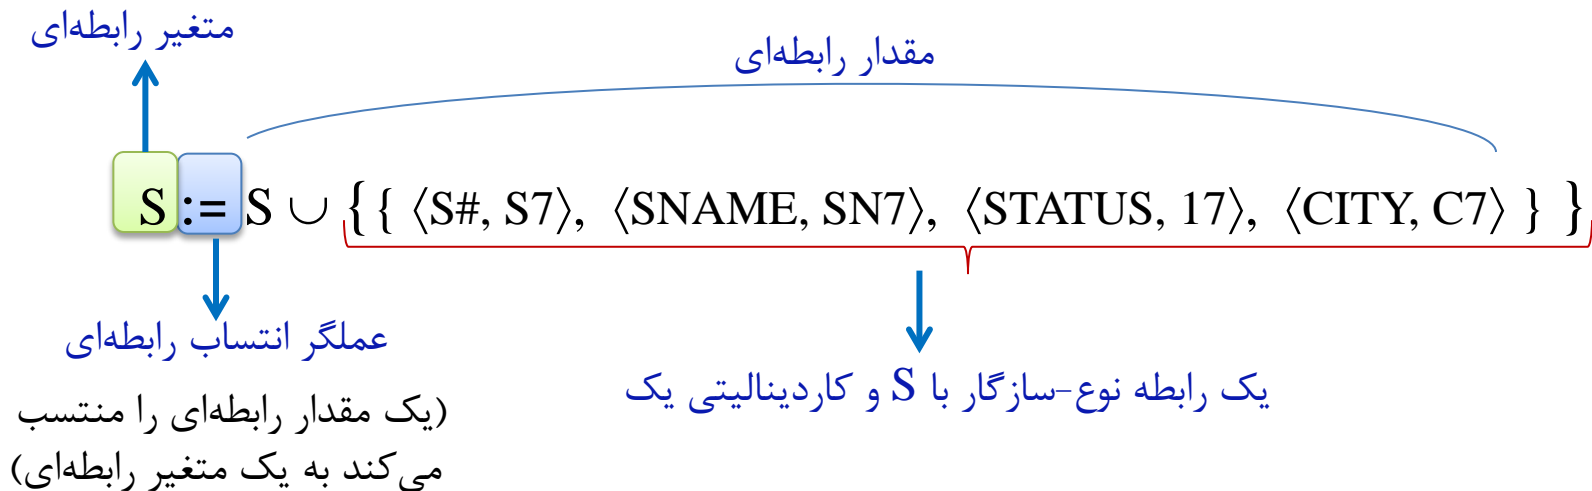 متغیر رابطه‌ای
مقدار رابطه‌ای
S := S ∪ { { ⟨S#, S7⟩, ⟨SNAME, SN7⟩, ⟨STATUS, 17⟩, ⟨CITY, C7⟩ } }
عملگر انتساب رابطه‌ای
(یک مقدار رابطه‌ای را منتسب
می‌کند به یک متغیر رابطه‌ای)
یک رابطه نوع-سازگار با S و کاردینالیتی یک